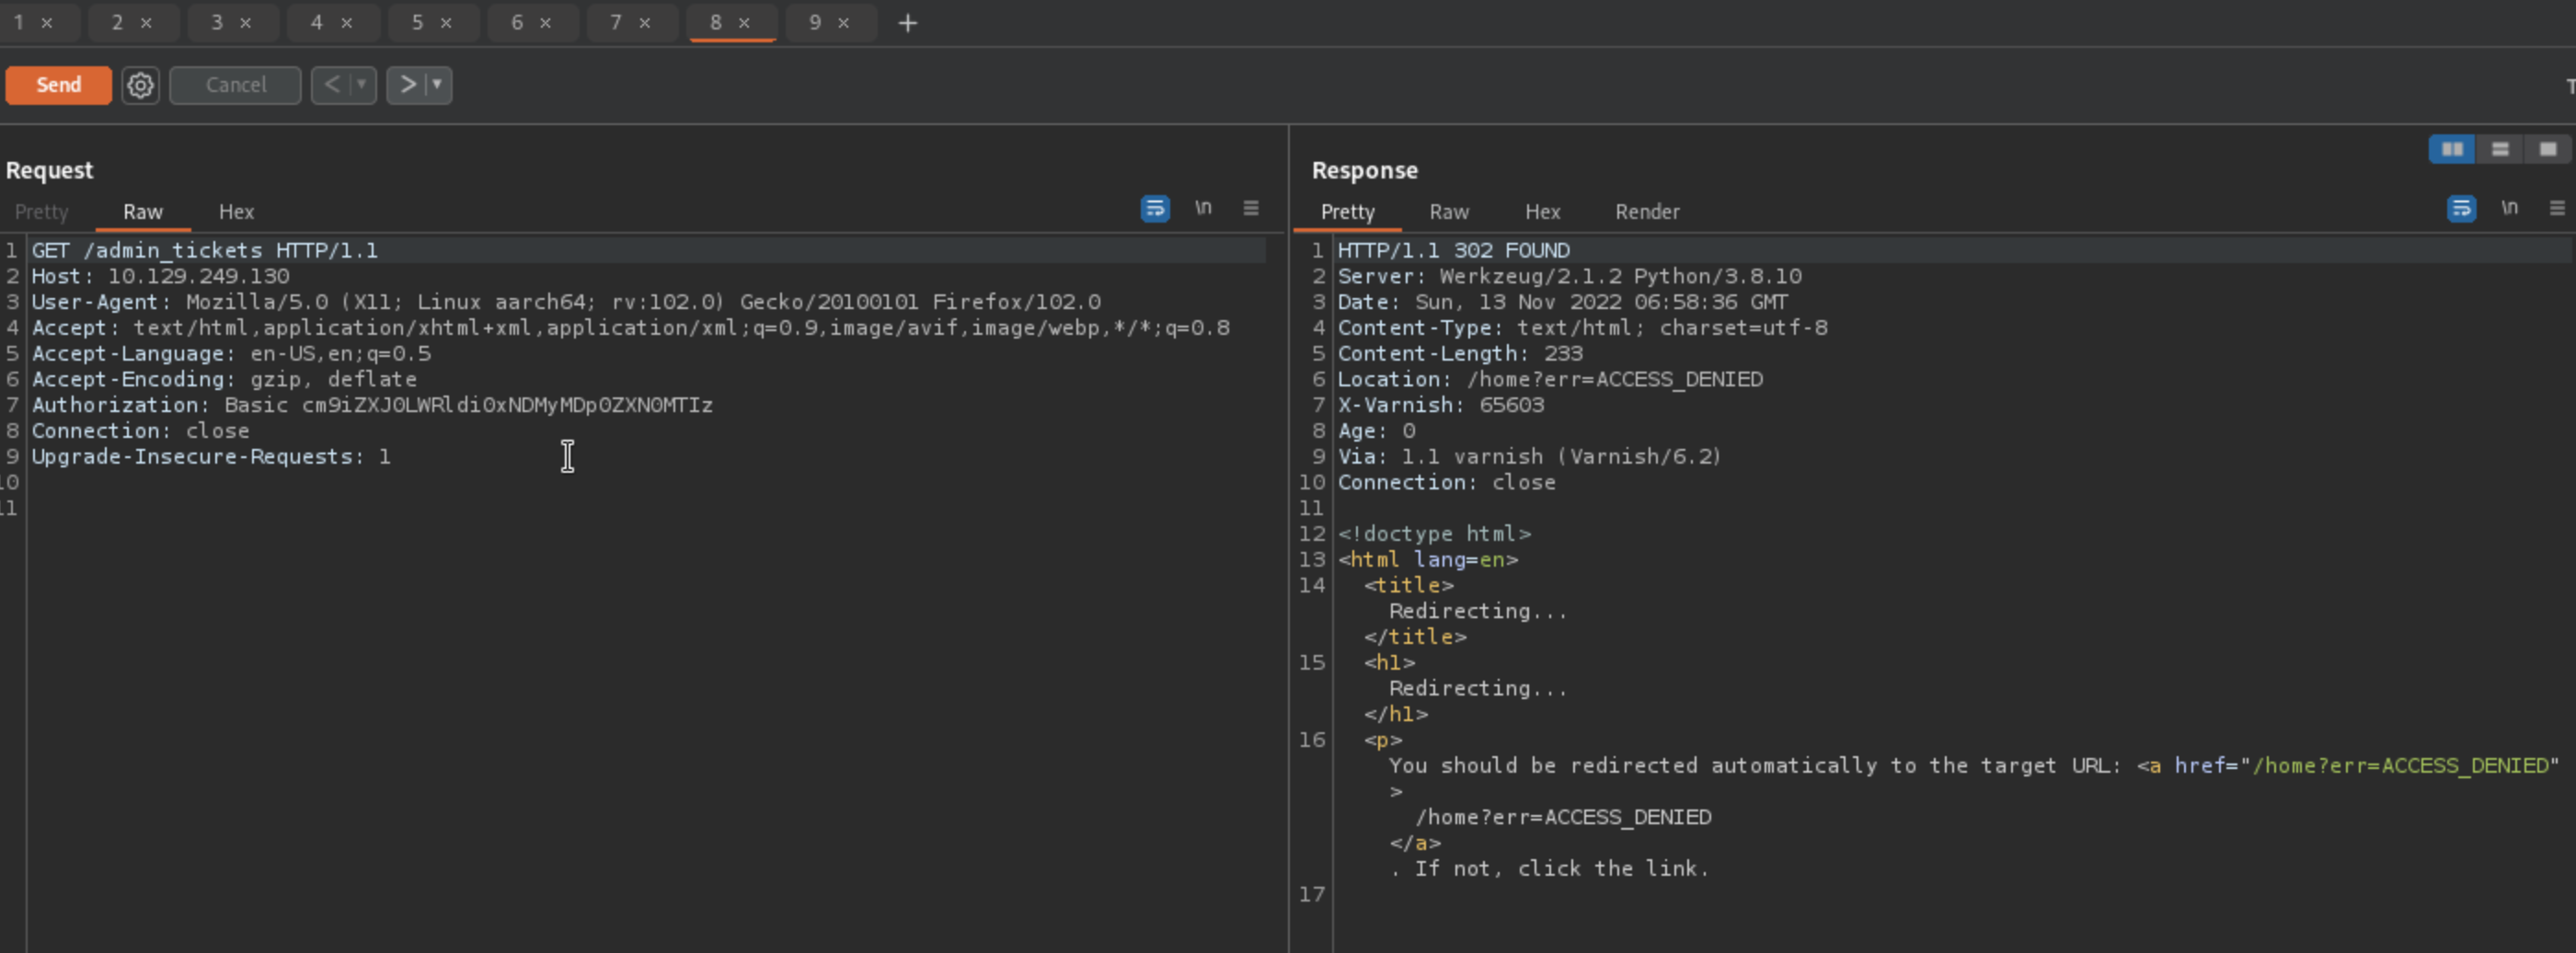 1 × 2 × 3 × 4 × 5 × 6 × 7 × 8 × 9 × +
Send Cancel < ▾ > ▾ T
Request
Pretty Raw Hex \n
1 GET /admin_tickets HTTP/1.1
2 Host: 10.129.249.130
3 User-Agent: Mozilla/5.0 (X11; Linux aarch64; rv:102.0) Gecko/20100101 Firefox/102.0
4 Accept: text/html,application/xhtml+xml,application/xml;q=0.9,image/avif,image/webp,*/*;q=0.8
5 Accept-Language: en-US,en;q=0.5
6 Accept-Encoding: gzip, deflate
7 Authorization: Basic cm9iZXJ0LWRldi0xNDMyMDp0ZXN0MTIz
8 Connection: close
9 Upgrade-Insecure-Requests: 1
10
11
Response
Pretty Raw Hex Render \n
1 HTTP/1.1 302 FOUND
2 Server: Werkzeug/2.1.2 Python/3.8.10
3 Date: Sun, 13 Nov 2022 06:58:36 GMT
4 Content-Type: text/html; charset=utf-8
5 Content-Length: 233
6 Location: /home?err=ACCESS_DENIED
7 X-Varnish: 65603
8 Age: 0
9 Via: 1.1 varnish (Varnish/6.2)
10 Connection: close
11
12 <!doctype html>
13 <html lang=en>
14 <title>
Redirecting...
</title>
15 <h1>
Redirecting...
</h1>
16 <p>
You should be redirected automatically to the target URL: <a href="/home?err=ACCESS_DENIED"
>
/home?err=ACCESS_DENIED
</a>
. If not, click the link.
17